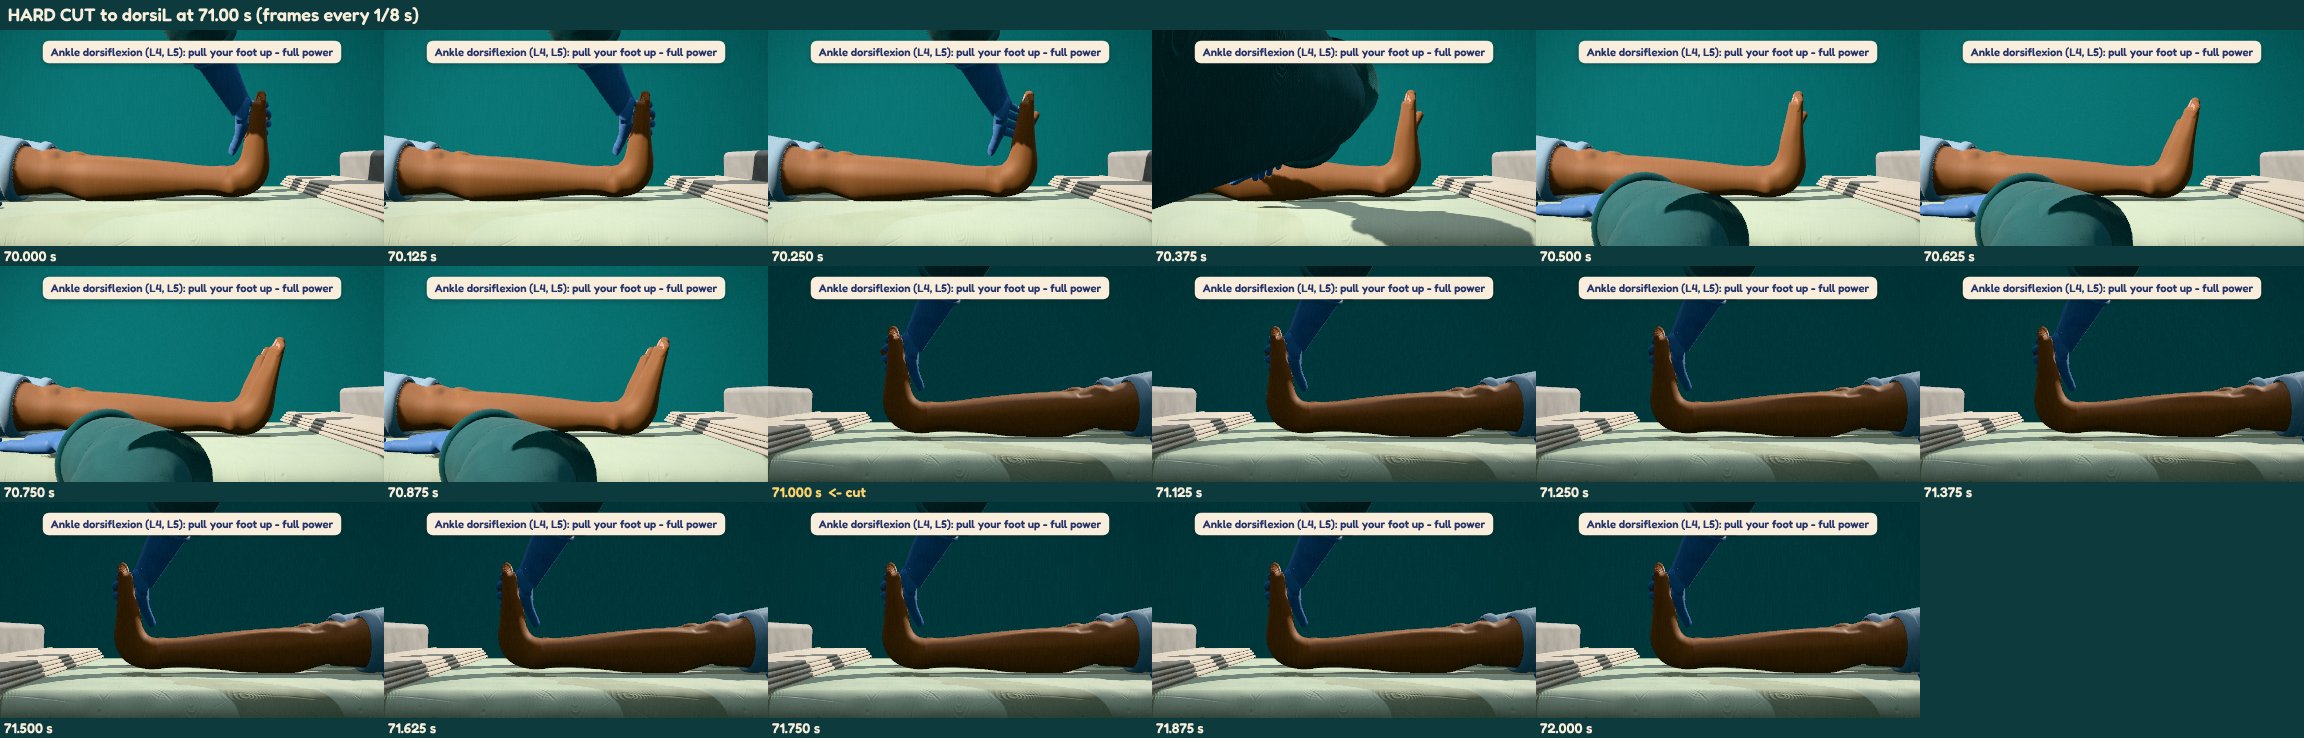 HARD CUT to dorsiL at 71.00 s (frames every 1/8 s)
Ankle dorsiflexion (L4, L5): pull your foot up - full power
Ankle dorsiflexion (L4, L5): pull your foot up - full power
Ankle dorsiflexion (L4, L5): pull your foot up - full power
Ankle dorsiflexion (L4, L5): pull your foot up - full power
Ankle dorsiflexion (L4, L5): pull your foot up - full power
Ankle dorsiflexion (L4, L5): pull your foot up - full power
70.000 s
70.125 s
70.250 s
70.375 s
70.500 s
70.625 s
Ankle dorsiflexion (L4, L5): pull your foot up - full power
Ankle dorsiflexion (L4, L5): pull your foot up - full power
Ankle dorsiflexion (L4, L5): pull your foot up - full power
Ankle dorsiflexion (L4, L5): pull your foot up - full power
Ankle dorsiflexion (L4, L5): pull your foot up - full power
Ankle dorsiflexion (L4, L5): pull your foot up - full power
70.750 s
70.875 s
71.000 s <- cut
71.125 s
71.250 s
71.375 s
Ankle dorsiflexion (L4, L5): pull your foot up - full power
Ankle dorsiflexion (L4, L5): pull your foot up - full power
Ankle dorsiflexion (L4, L5): pull your foot up - full power
Ankle dorsiflexion (L4, L5): pull your foot up - full power
Ankle dorsiflexion (L4, L5): pull your foot up - full power
71.500 s
71.625 s
71.750 s
71.875 s
72.000 s